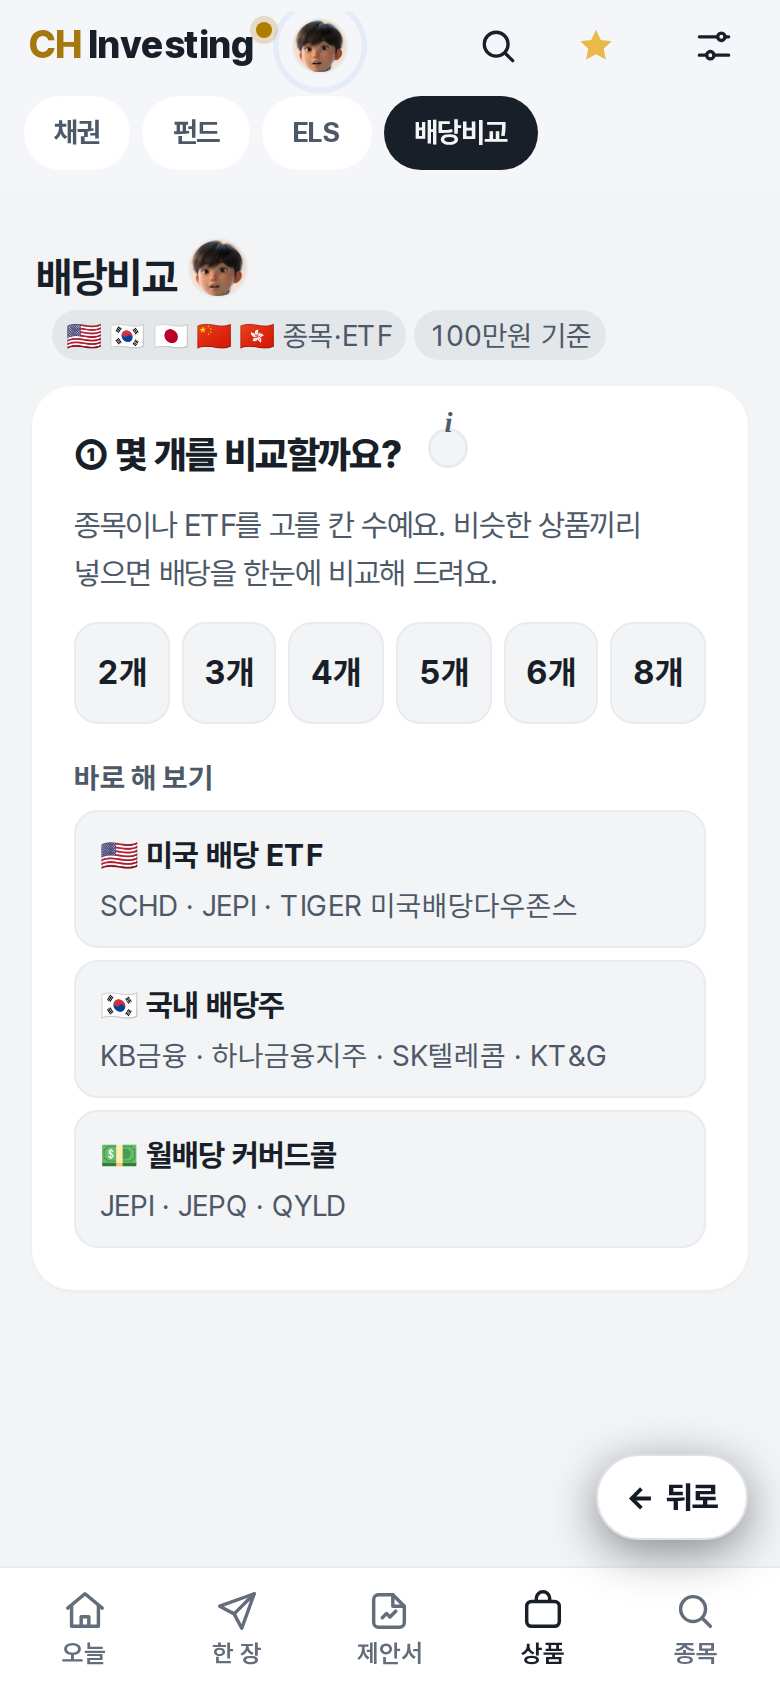 CH Investing
채권
펀드
ELS
배당비교
배당비교
종목·ETF
100만원 기준
① 몇 개를 비교할까요?
i
종목이나 ETF를 고를 칸 수예요. 비슷한 상품끼리
넣으면 배당을 한눈에 비교해 드려요.
2개
3개
4개
5개
6개
8개
바로 해 보기
미국 배당 ETF
SCHD · JEPI · TIGER 미국배당다우존스
국내 배당주
KB금융 · 하나금융지주 · SK텔레콤 · KT&G
월배당 커버드콜
JEPI · JEPQ · QYLD
← 뒤로
오늘
한 장
제안서
상품
종목